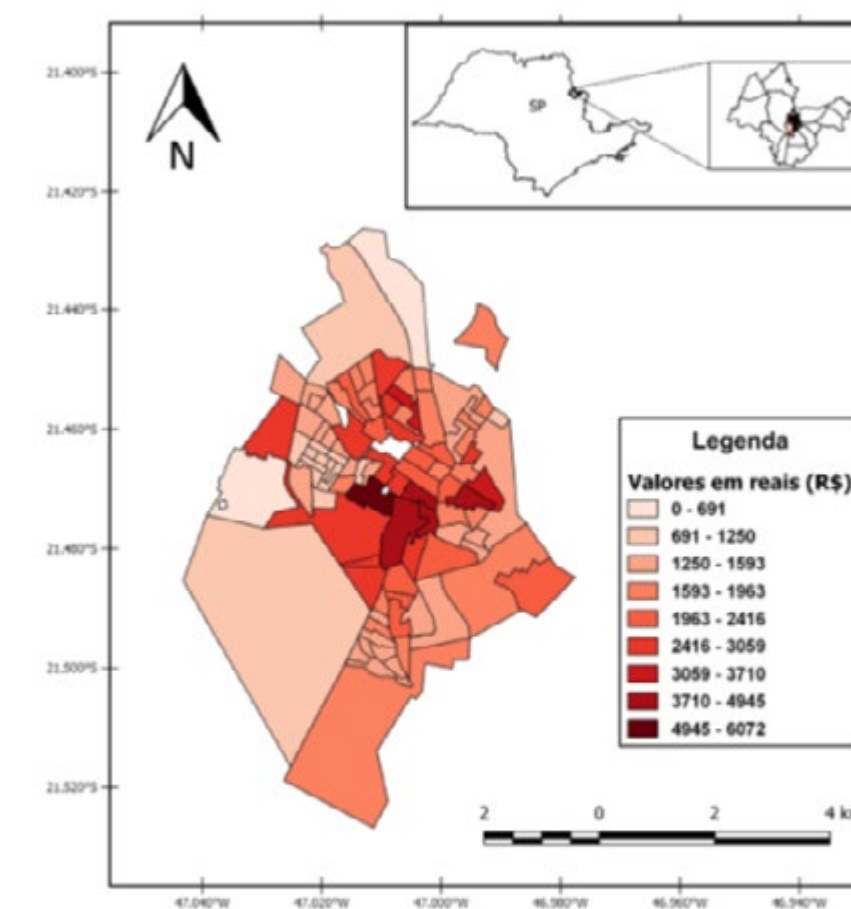 21.400°S
SP
N
21.420°S
21.440°S
21.460°S
21.480°S
21.500°S
21.520°S
Legenda
Valores em reais (R$)
0 - 691
691 - 1250
1250 - 1593
1593 - 1963
1963 - 2416
2416 - 3059
3059 - 3710
3710 - 4945
4945 - 6072
2 0 2 4
47.040°W 47.020°W 47.000°W 46.980°W 46.960°W 46.940°W